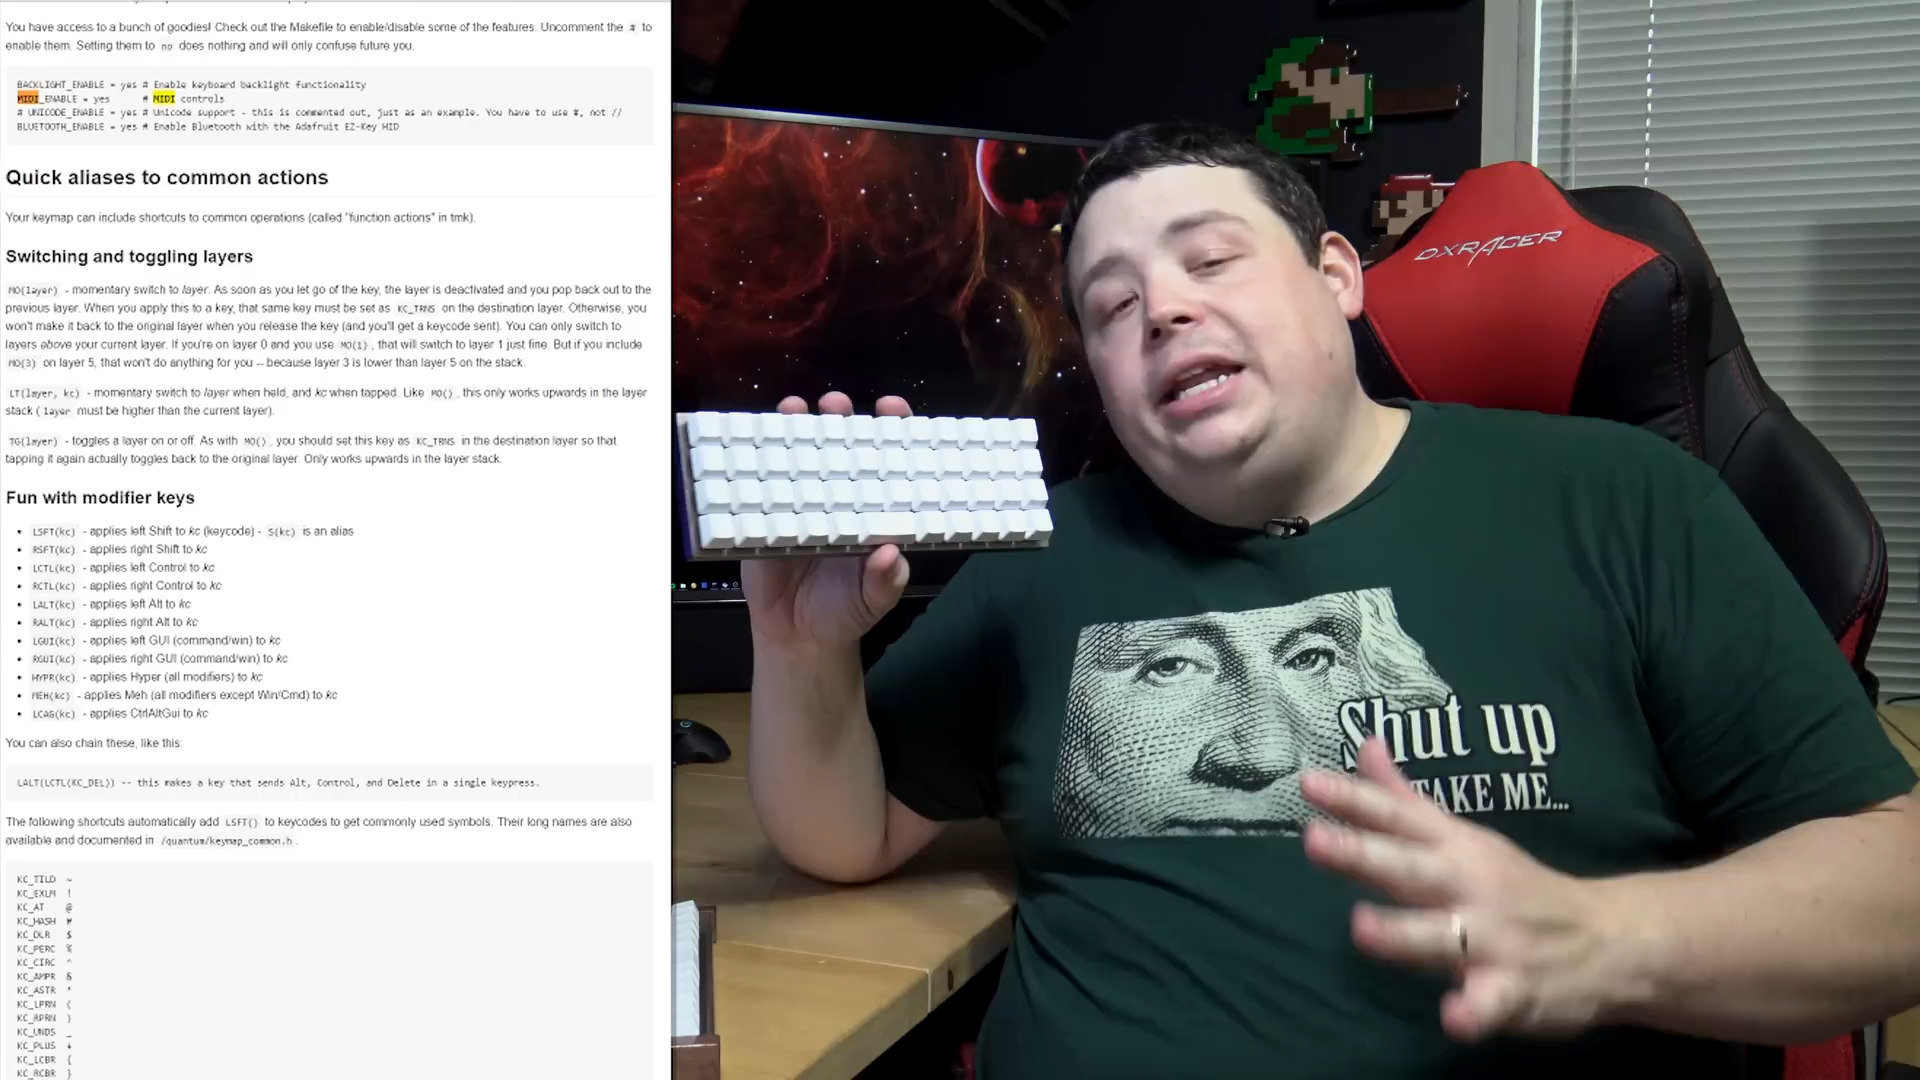 You have access to a bunch of goodies! Check out the Makefile to enable/disable some of the features. Uncomment the # to
enable them. Setting them to no does nothing and will only confuse future you.
BACKLIGHT_ENABLE = yes # Enable keyboard backlight functionality
MIDI_ENABLE = yes # MIDI controls
# UNICODE_ENABLE = yes # Unicode support - this is commented out, just as an example. You have to use #, not //
BLUETOOTH_ENABLE = yes # Enable Bluetooth with the Adafruit EZ-Key HID
Quick aliases to common actions
Your keymap can include shortcuts to common operations (called "function actions" in tmk).
Switching and toggling layers
MO(layer) - momentary switch to layer. As soon as you let go of the key, the layer is deactivated and you pop back out to the
previous layer. When you apply this to a key, that same key must be set as KC_TRNS on the destination layer. Otherwise, you
won't make it back to the original layer when you release the key (and you'll get a keycode sent). You can only switch to
layers above your current layer. If you're on layer 0 and you use MO(1), that will switch to layer 1 just fine. But if you include
MO(3) on layer 5, that won't do anything for you -- because layer 3 is lower than layer 5 on the stack.
LT(layer, kc) - momentary switch to layer when held, and kc when tapped. Like MO(), this only works upwards in the layer
stack (layer must be higher than the current layer).
TG(layer) - toggles a layer on or off. As with MO(), you should set this key as KC_TRNS in the destination layer so that
tapping it again actually toggles back to the original layer. Only works upwards in the layer stack.
Fun with modifier keys
• LSFT(kc) - applies left Shift to kc (keycode) - S(kc) is an alias
• RSFT(kc) - applies right Shift to kc
• LCTL(kc) - applies left Control to kc
• RCTL(kc) - applies right Control to kc
• LALT(kc) - applies left Alt to kc
• RALT(kc) - applies right Alt to kc
• LGUI(kc) - applies left GUI (command/win) to kc
• RGUI(kc) - applies right GUI (command/win) to kc
• HYPR(kc) - applies Hyper (all modifiers) to kc
• MEH(kc) - applies Meh (all modifiers except Win/Cmd) to kc
• LCAG(kc) - applies CtrlAltGui to kc
You can also chain these, like this:
LALT(LCTL(KC_DEL)) -- this makes a key that sends Alt, Control, and Delete in a single keypress.
The following shortcuts automatically add LSFT() to keycodes to get commonly used symbols. Their long names are also
available and documented in /quantum/keymap_common.h.
KC_TILD ~
KC_EXLM !
KC_AT @
KC_HASH #
KC_DLR $
KC_PERC %
KC_CIRC ^
KC_AMPR &
KC_ASTR *
KC_LPRN (
KC_RPRN )
KC_UNDS _
KC_PLUS +
KC_LCBR {
KC_RCBR }
DXRACER
Shut up
TAKE ME...